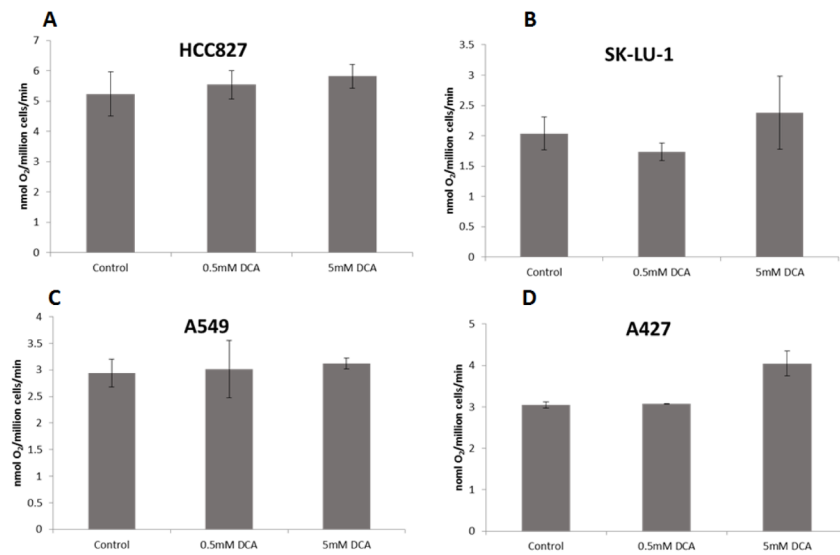 A
HCC827
nmol O₂/million cells/min
7
6
5
4
3
2
1
0
Control
0.5mM DCA
5mM DCA
B
SK-LU-1
nmol O₂/million cells/min
3.5
3
2.5
2
1.5
1
0.5
0
Control
0.5mM DCA
5mM DCA
C
A549
nmol O₂/million cells/min
4
3.5
3
2.5
2
1.5
1
0.5
0
Control
0.5mM DCA
5mM DCA
D
A427
noml O₂/million cells/min
5
4
3
2
1
0
Control
0.5mM DCA
5mM DCA